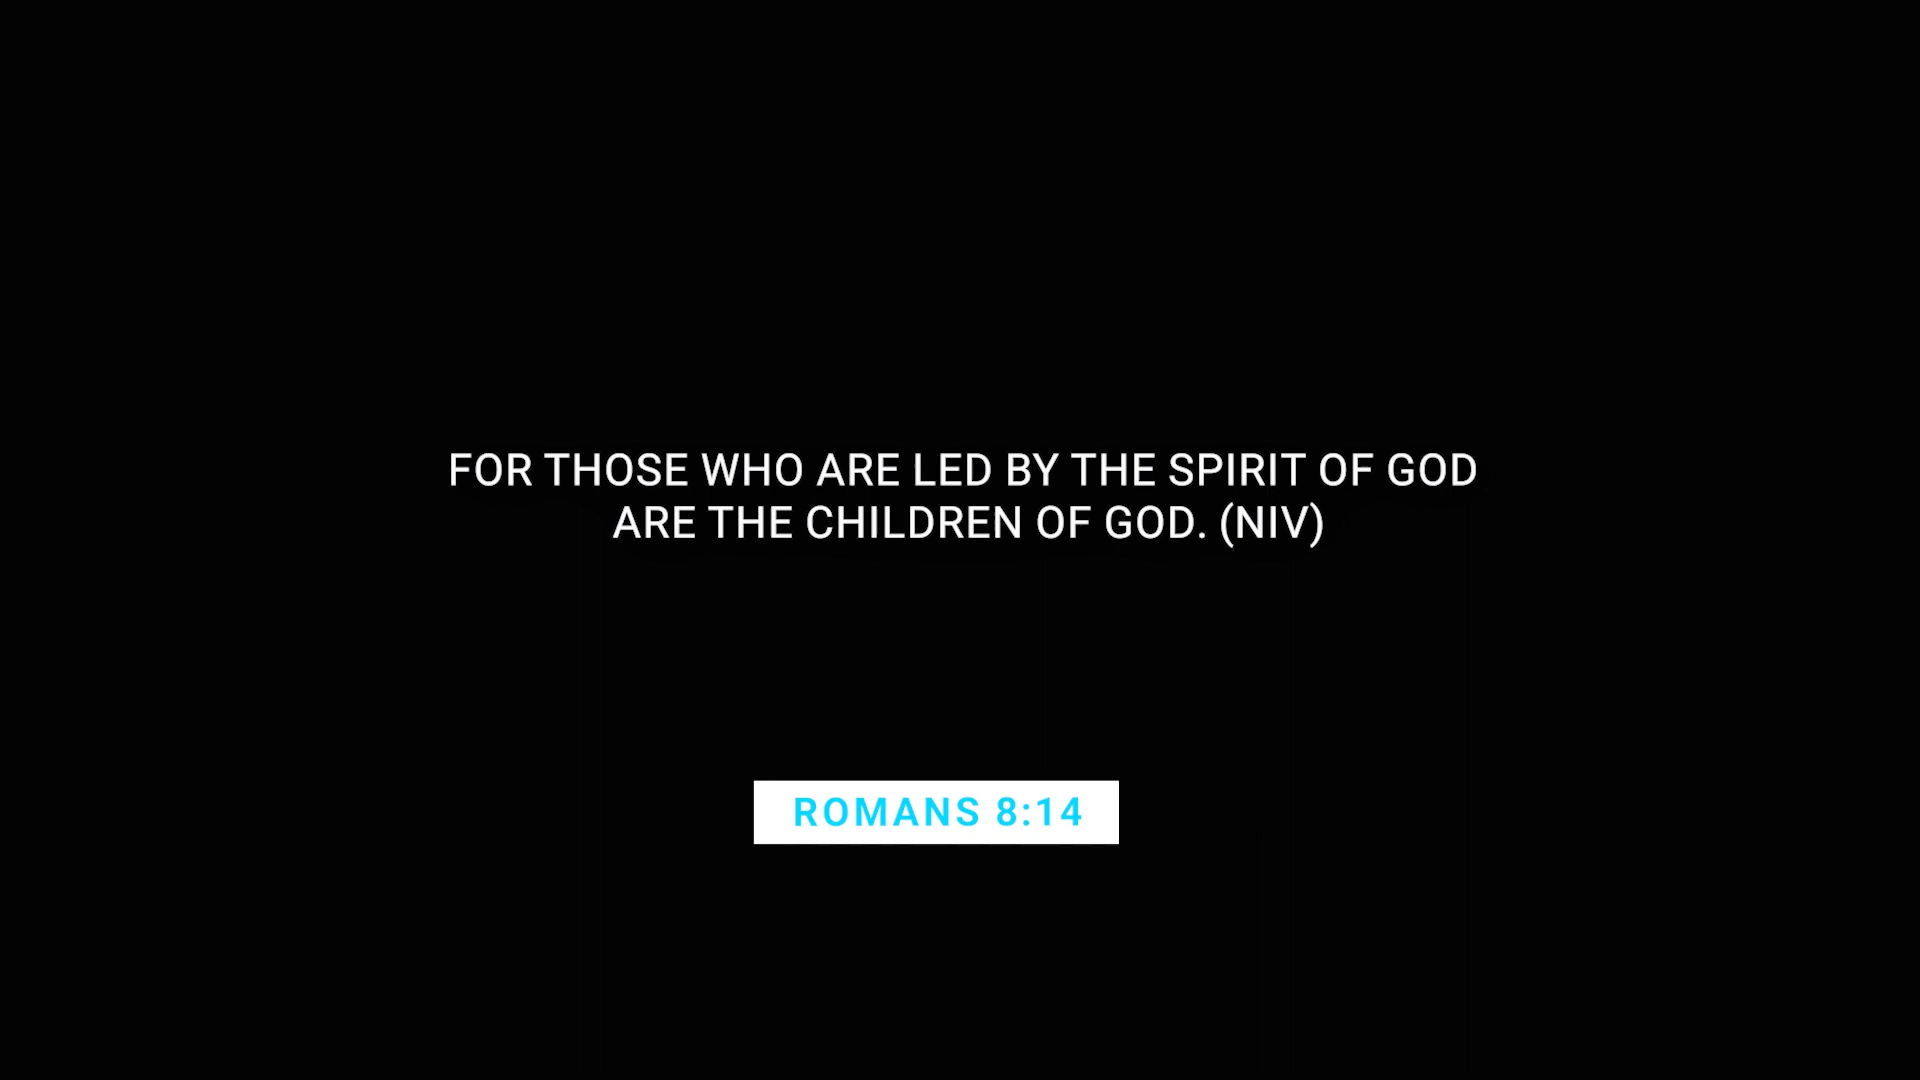 FOR THOSE WHO ARE LED BY THE SPIRIT OF GOD
ARE THE CHILDREN OF GOD. (NIV)
ROMANS 8:14